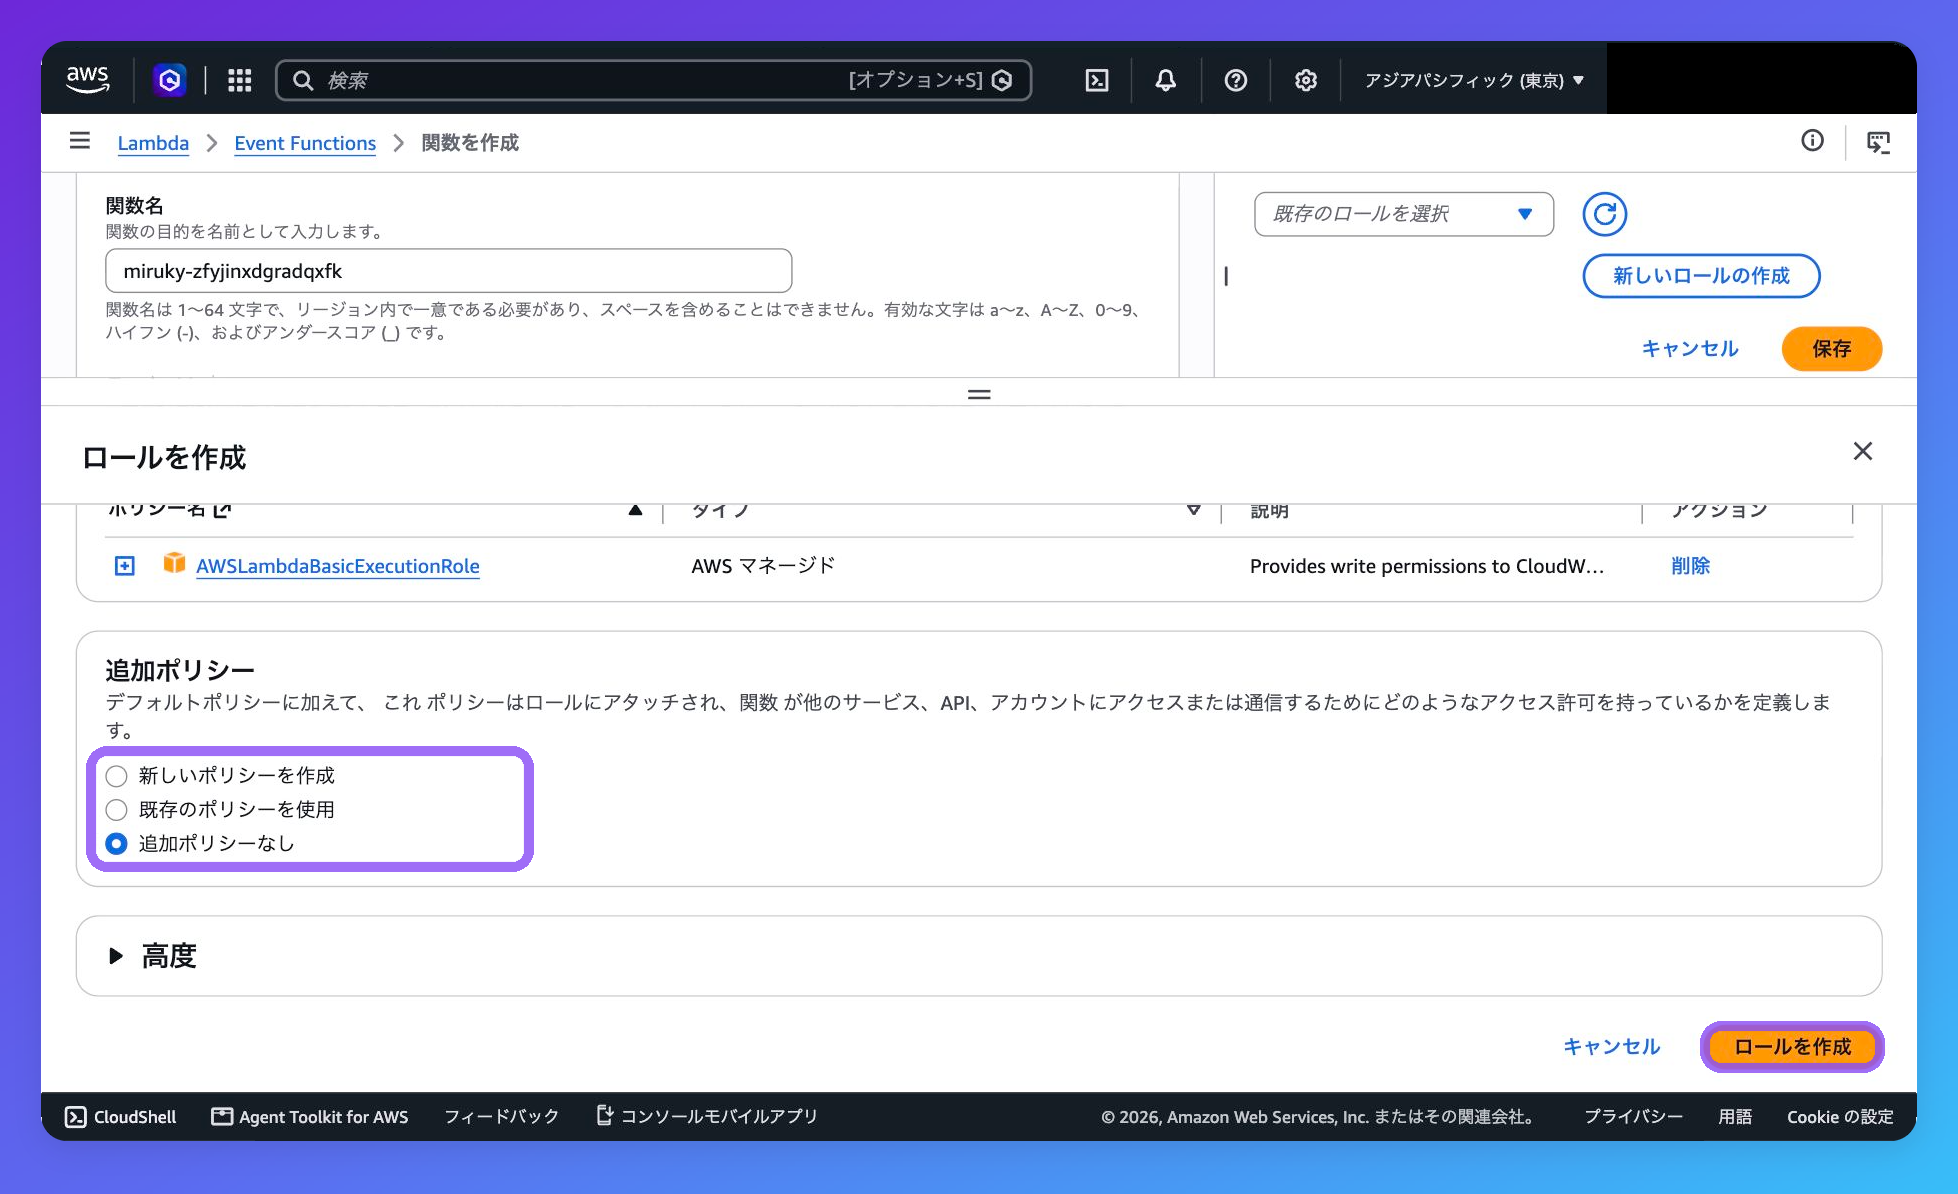 aws
検索
[オプション+S]
アジアパシフィック (東京) ▼
Lambda > Event Functions > 関数を作成
関数名
関数の目的を名前として入力します。
miruky-zfyjinxdgradqxfk
関数名は 1〜64 文字で、リージョン内で一意である必要があり、スペースを含めることはできません。有効な文字は a〜z、A〜Z、0〜9、
ハイフン (-)、およびアンダースコア (_) です。
既存のロールを選択
新しいロールの作成
キャンセル
保存
ロールを作成
ポリシー名
タイプ
説明
アクション
AWSLambdaBasicExecutionRole
AWS マネージド
Provides write permissions to CloudW...
削除
追加ポリシー
デフォルトポリシーに加えて、 これ ポリシーはロールにアタッチされ、関数 が他のサービス、API、アカウントにアクセスまたは通信するためにどのようなアクセス許可を持っているかを定義しま
す。
新しいポリシーを作成
既存のポリシーを使用
追加ポリシーなし
高度
キャンセル
ロールを作成
CloudShell
Agent Toolkit for AWS
フィードバック
コンソールモバイルアプリ
© 2026, Amazon Web Services, Inc. またはその関連会社。
プライバシー
用語
Cookie の設定